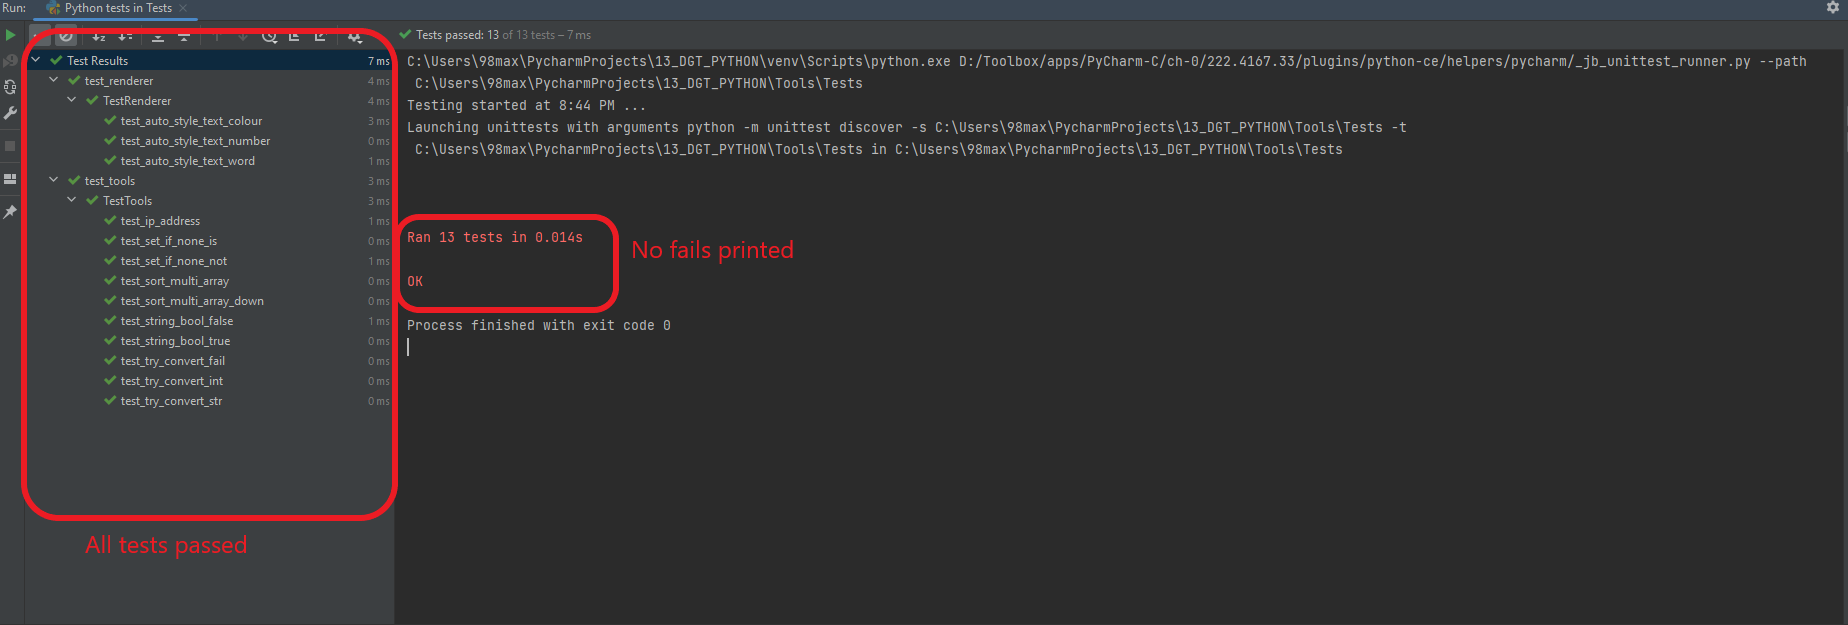 Run: Python tests in Tests
Tests passed: 13 of 13 tests – 7 ms
Test Results 7 ms
test_renderer 4 ms
TestRenderer 4 ms
test_auto_style_text_colour 3 ms
test_auto_style_text_number 0 ms
test_auto_style_text_word 1 ms
test_tools 3 ms
TestTools 3 ms
test_ip_address 1 ms
test_set_if_none_is 0 ms
test_set_if_none_not 1 ms
test_sort_multi_array 0 ms
test_sort_multi_array_down 0 ms
test_string_bool_false 1 ms
test_string_bool_true 0 ms
test_try_convert_fail 0 ms
test_try_convert_int 0 ms
test_try_convert_str 0 ms
All tests passed
C:\Users\98max\PycharmProjects\13_DGT_PYTHON\venv\Scripts\python.exe D:/Toolbox/apps/PyCharm-C/ch-0/222.4167.33/plugins/python-ce/helpers/pycharm/_jb_unittest_runner.py --path
C:\Users\98max\PycharmProjects\13_DGT_PYTHON\Tools\Tests
Testing started at 8:44 PM ...
Launching unittests with arguments python -m unittest discover -s C:\Users\98max\PycharmProjects\13_DGT_PYTHON\Tools\Tests -t
C:\Users\98max\PycharmProjects\13_DGT_PYTHON\Tools\Tests in C:\Users\98max\PycharmProjects\13_DGT_PYTHON\Tools\Tests
Ran 13 tests in 0.014s
No fails printed
OK
Process finished with exit code 0